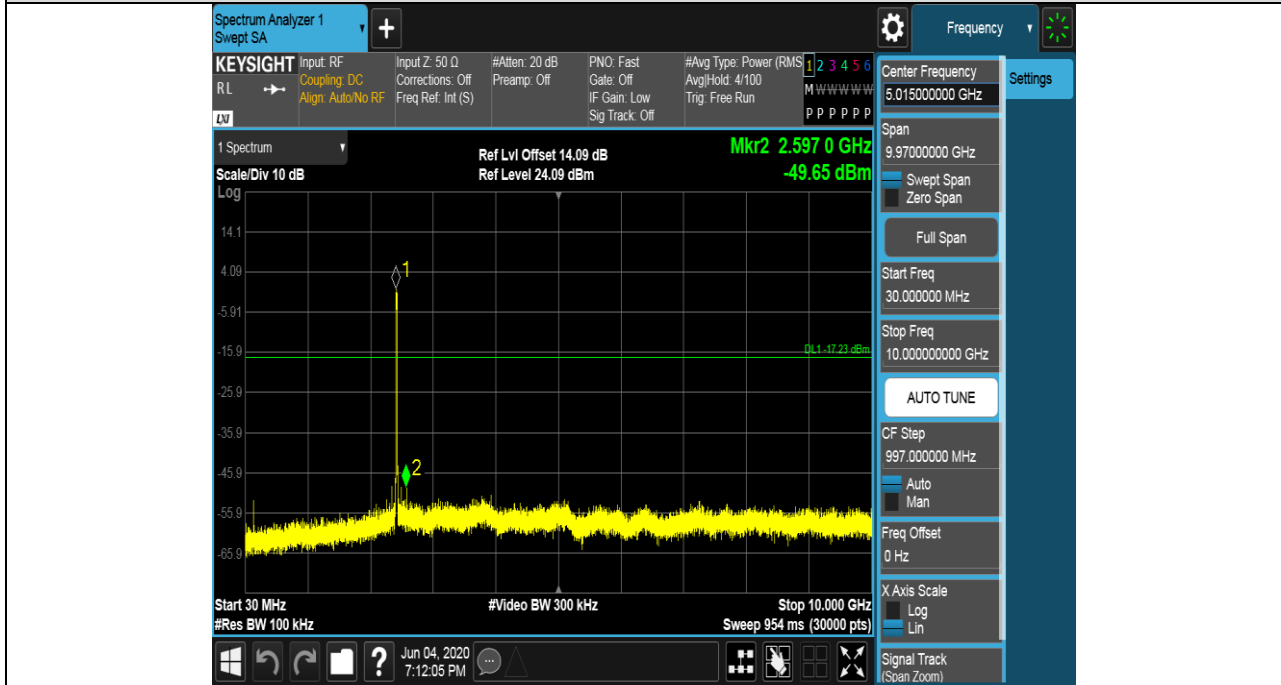 Spectrum Analyzer 1
Swept SA
+
Frequency
KEYSIGHT
RL
LXI
Input: RF
Coupling: DC
Align: Auto/No RF
Input Z: 50 Ω
Corrections: Off
Freq Ref: Int (S)
#Atten: 20 dB
Preamp: Off
PNO: Fast
Gate: Off
IF Gain: Low
Sig Track: Off
#Avg Type: Power (RMS
Avg|Hold: 4/100
Trig: Free Run
1 2 3 4 5 6
M W W W W W
P P P P P P
1 Spectrum
Scale/Div 10 dB
Ref Lvl Offset 14.09 dB
Ref Level 24.09 dBm
Mkr2 2.597 0 GHz
-49.65 dBm
Log
14.1
4.09
-5.91
-15.9
-25.9
-35.9
-45.9
-55.9
-65.9
1
2
DL1 -17.23 dBm
Start 30 MHz
#Res BW 100 kHz
#Video BW 300 kHz
Stop 10.000 GHz
Sweep 954 ms (30000 pts)
?
Jun 04, 2020
7:12:05 PM
Center Frequency
5.015000000 GHz
Span
9.97000000 GHz
Swept Span
Zero Span
Full Span
Start Freq
30.000000 MHz
Stop Freq
10.000000000 GHz
AUTO TUNE
CF Step
997.000000 MHz
Auto
Man
Freq Offset
0 Hz
X Axis Scale
Log
Lin
Signal Track
(Span Zoom)
Settings